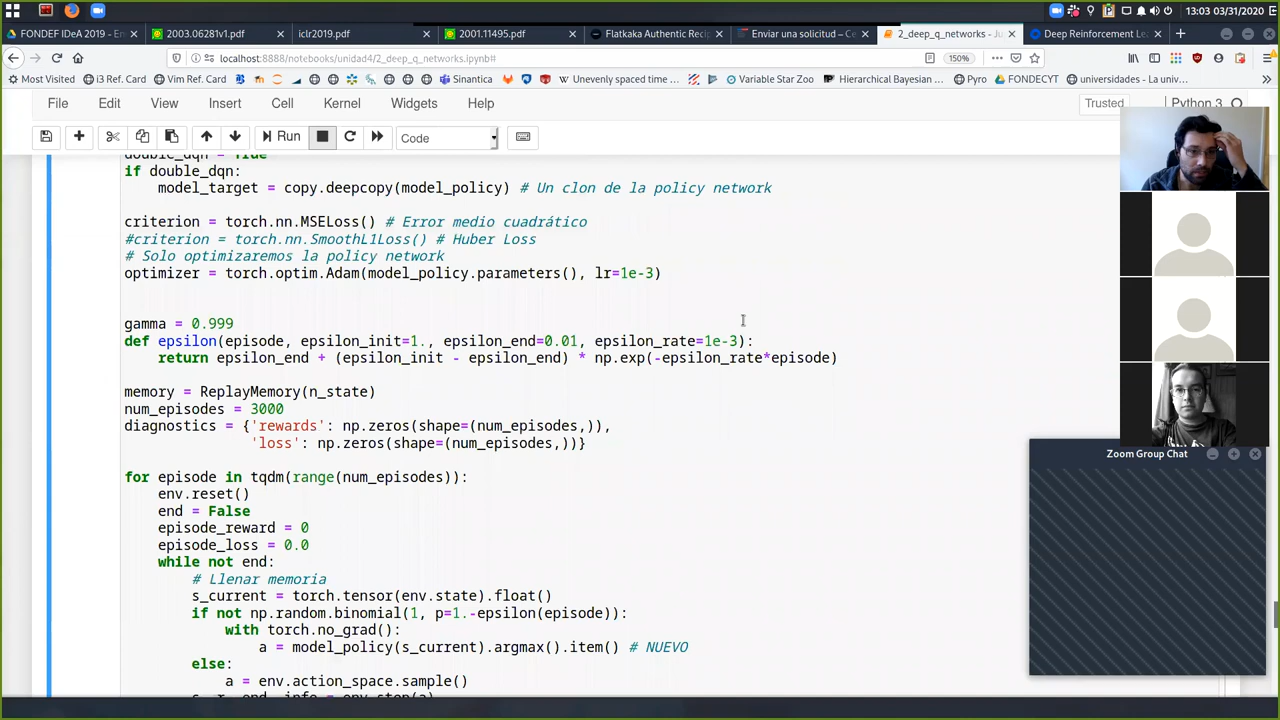 13:03 03/31/2020
FONDEF IDeA 2019 - En
2003.06281v1.pdf
iclr2019.pdf
2001.11495.pdf
Flatkaka Authentic Recip
Enviar una solicitud – Ce
2_deep_q_networks - Ju
Deep Reinforcement Lea
localhost:8888/notebooks/unidad4/2_deep_q_networks.ipynb#
150%
Most Visited
i3 Ref. Card
Vim Ref. Card
Sinantica
Unevenly spaced time ...
Variable Star Zoo
Hierarchical Bayesian ...
Pyro
FONDECYT
universidades - La univ...
File Edit View Insert Cell Kernel Widgets Help
Trusted
Python 3
Run
Code
double_dqn = True
if double_dqn:
model_target = copy.deepcopy(model_policy) # Un clon de la policy network
criterion = torch.nn.MSELoss() # Error medio cuadrático
#criterion = torch.nn.SmoothL1Loss() # Huber Loss
# Solo optimizaremos la policy network
optimizer = torch.optim.Adam(model_policy.parameters(), lr=1e-3)
gamma = 0.999
def epsilon(episode, epsilon_init=1., epsilon_end=0.01, epsilon_rate=1e-3):
return epsilon_end + (epsilon_init - epsilon_end) * np.exp(-epsilon_rate*episode)
memory = ReplayMemory(n_state)
num_episodes = 3000
diagnostics = {'rewards': np.zeros(shape=(num_episodes,)),
'loss': np.zeros(shape=(num_episodes,))}
for episode in tqdm(range(num_episodes)):
env.reset()
end = False
episode_reward = 0
episode_loss = 0.0
while not end:
# Llenar memoria
s_current = torch.tensor(env.state).float()
if not np.random.binomial(1, p=1.-epsilon(episode)):
with torch.no_grad():
a = model_policy(s_current).argmax().item() # NUEVO
else:
a = env.action_space.sample()
s, r, end, info = env.step(a)
Zoom Group Chat